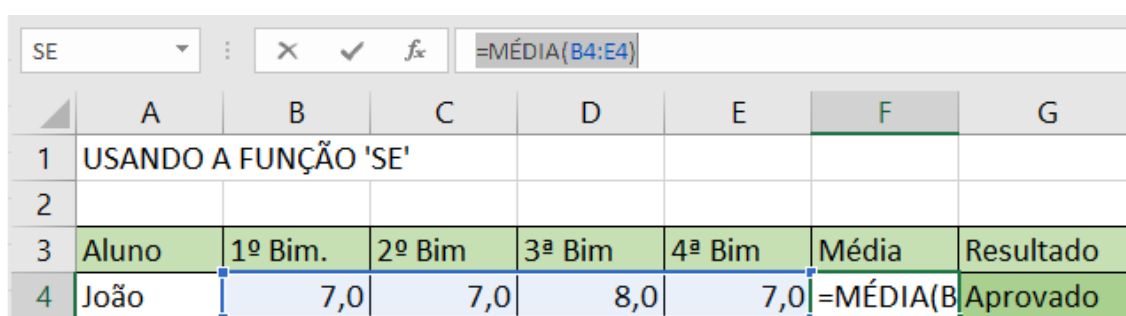 SE fx =MÉDIA(B4:E4)
A B C D E F G
1 USANDO A FUNÇÃO 'SE'
2
3 Aluno 1º Bim. 2º Bim 3ª Bim 4ª Bim Média Resultado
4 João 7,0 7,0 8,0 7,0 =MÉDIA(B Aprovado